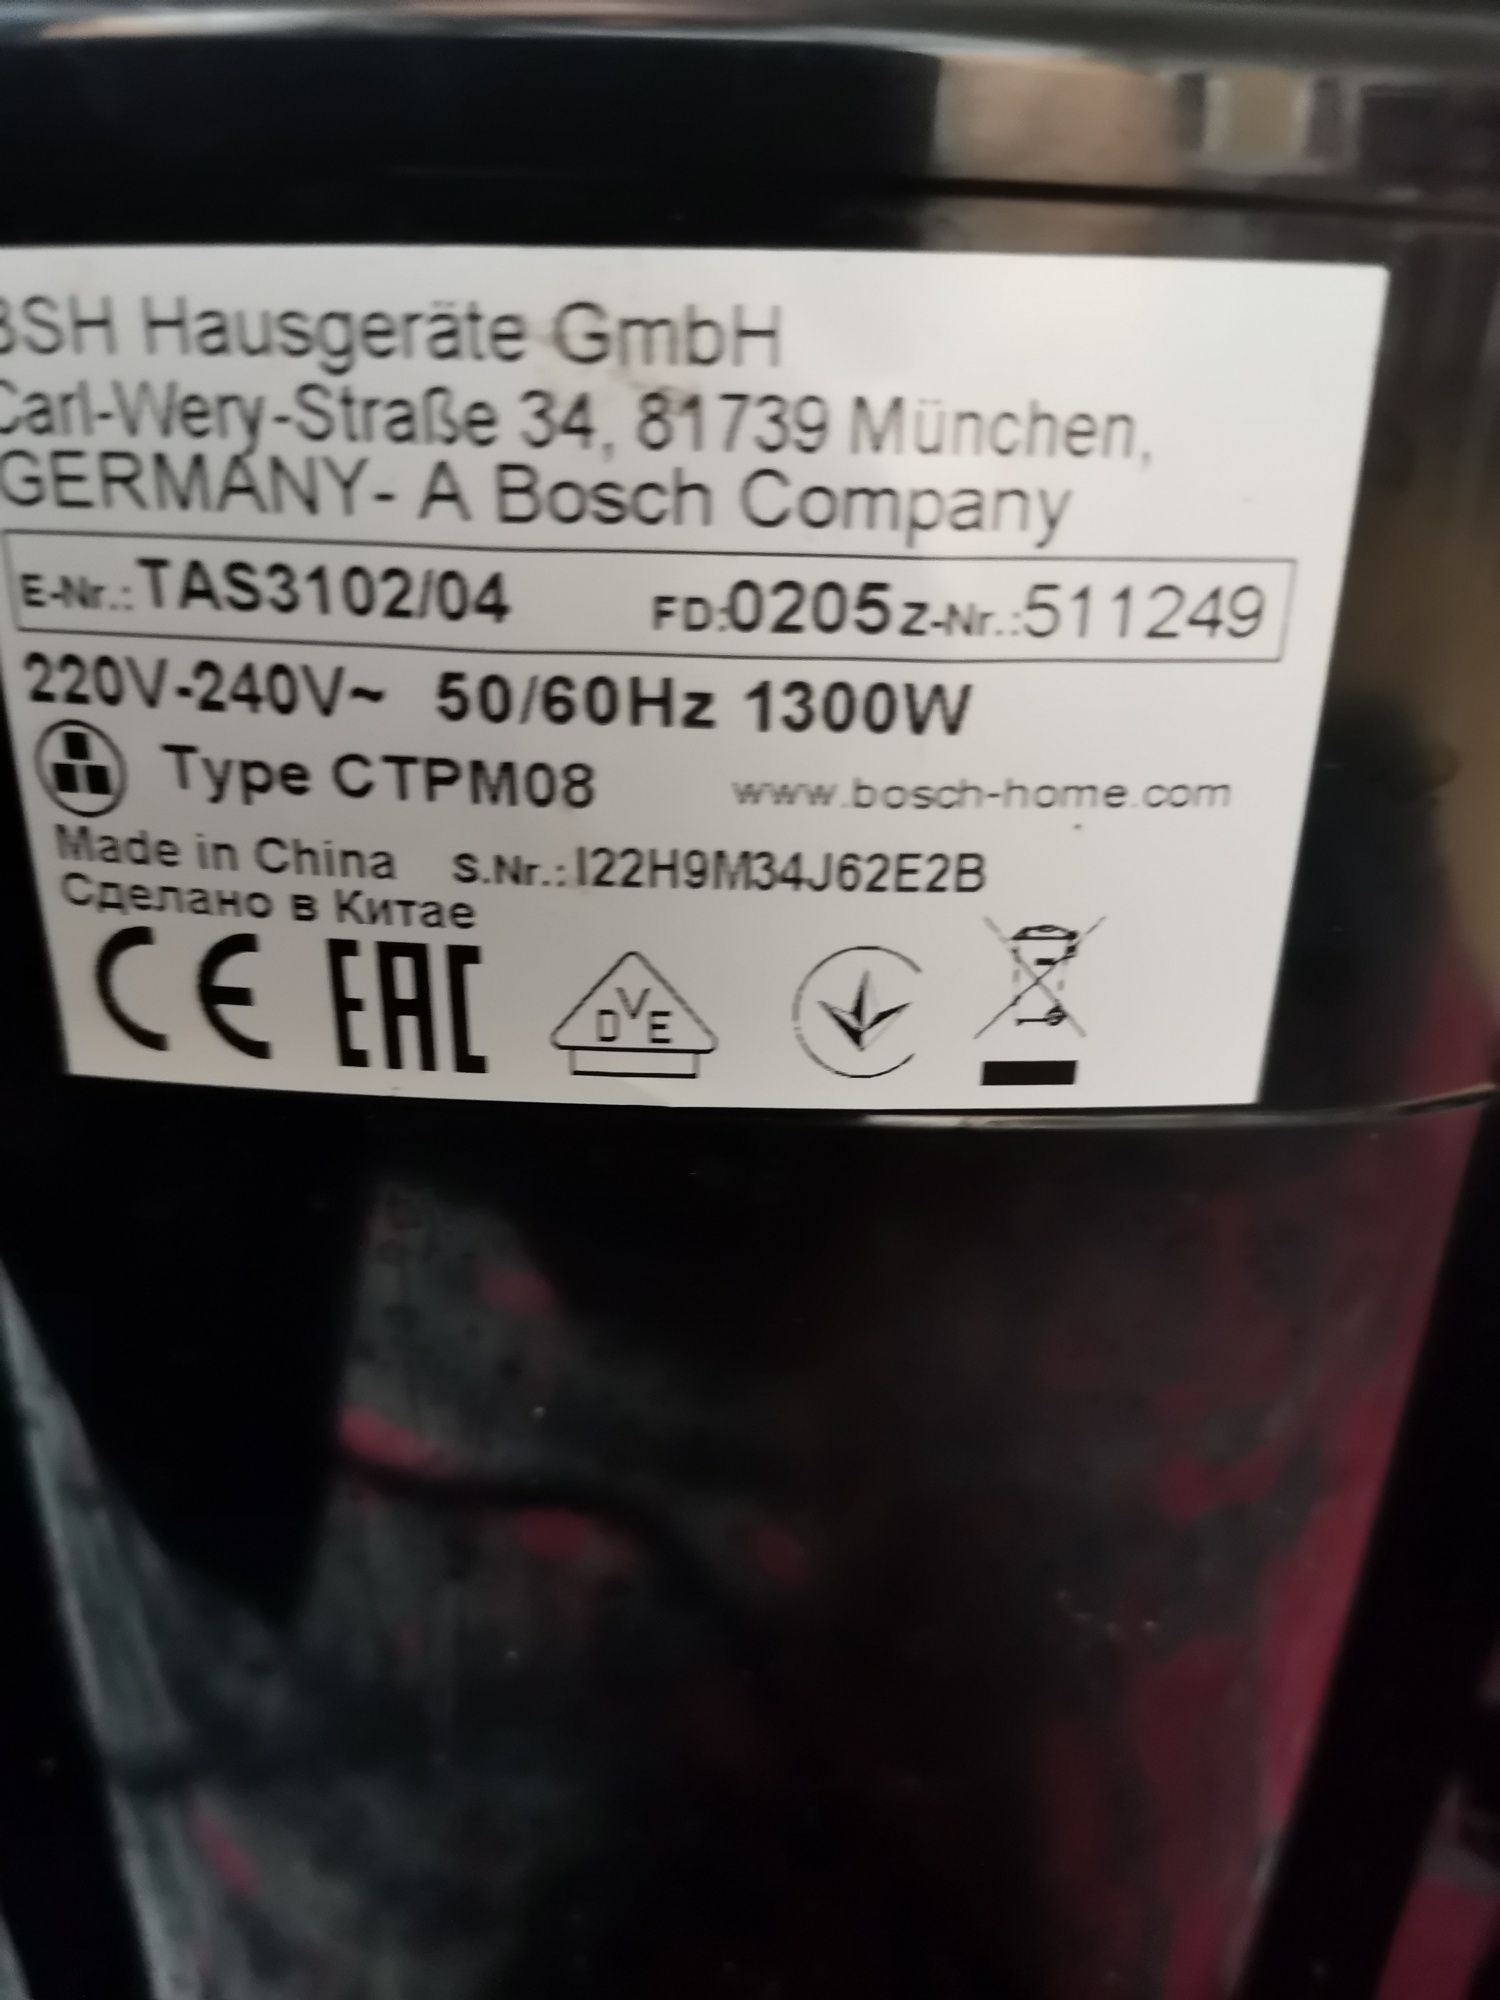 BSH Hausgeräte GmbH
Carl-Wery-Straße 34, 81739 München,
GERMANY- A Bosch Company
E-Nr.:TAS3102/04 FD:0205 Z-Nr.:511249
220V-240V~ 50/60Hz 1300W
Type CTPM08 www.bosch-home.com
Made in China S.Nr.:I22H9M34J62E2B
Сделано в Китае
CE EAC DVE